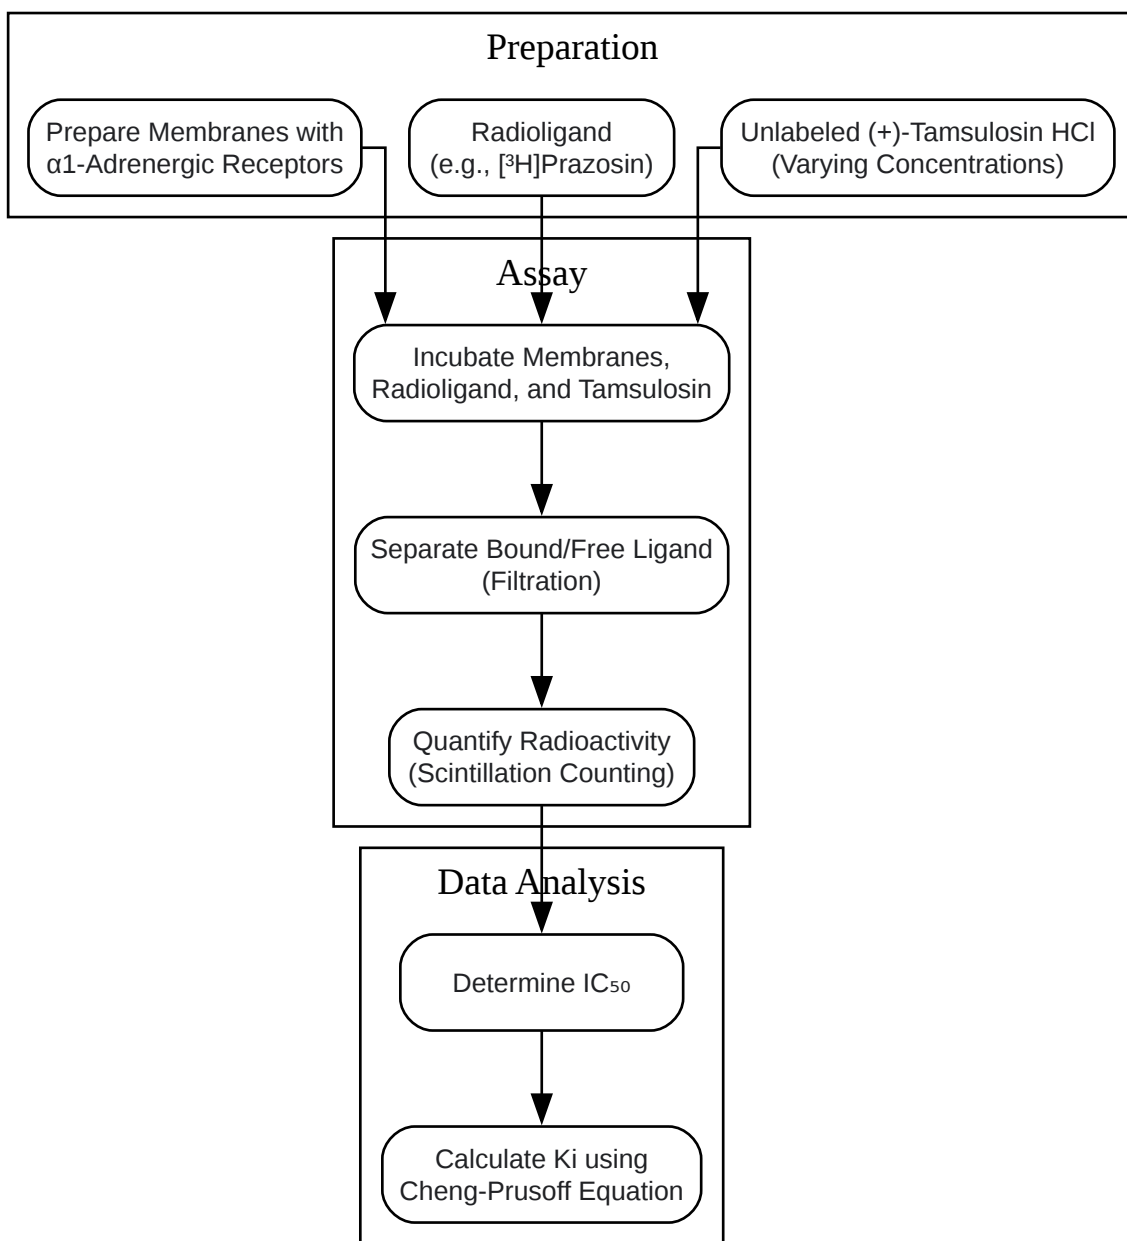 Preparation
Prepare Membranes with
α1-Adrenergic Receptors
Radioligand
(e.g., [³H]Prazosin)
Unlabeled (+)-Tamsulosin HCl
(Varying Concentrations)
Assay
Incubate Membranes,
Radioligand, and Tamsulosin
Separate Bound/Free Ligand
(Filtration)
Quantify Radioactivity
(Scintillation Counting)
Data Analysis
Determine IC₅₀
Calculate Ki using
Cheng-Prusoff Equation